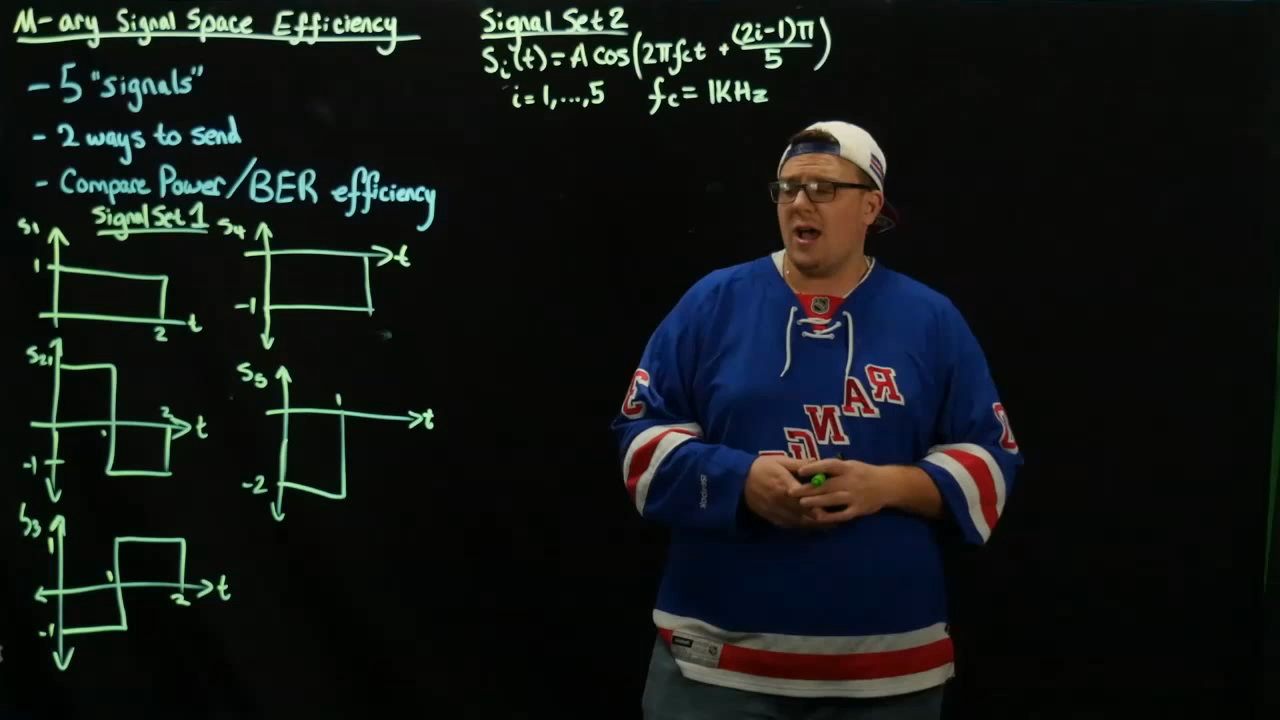 M-ary Signal Space Efficiency
- 5 "signals"
- 2 ways to send
- Compare Power/BER efficiency
Signal Set 1
S1
1
2
t
S2
-1
2
t
S3
1
-1
1
2
t
S4
-1
t
S5
1
-2
t
Signal Set 2
Si(t) = A cos(2πfct + (2i-1)π/5)
i = 1,...,5 fc = 1KHz